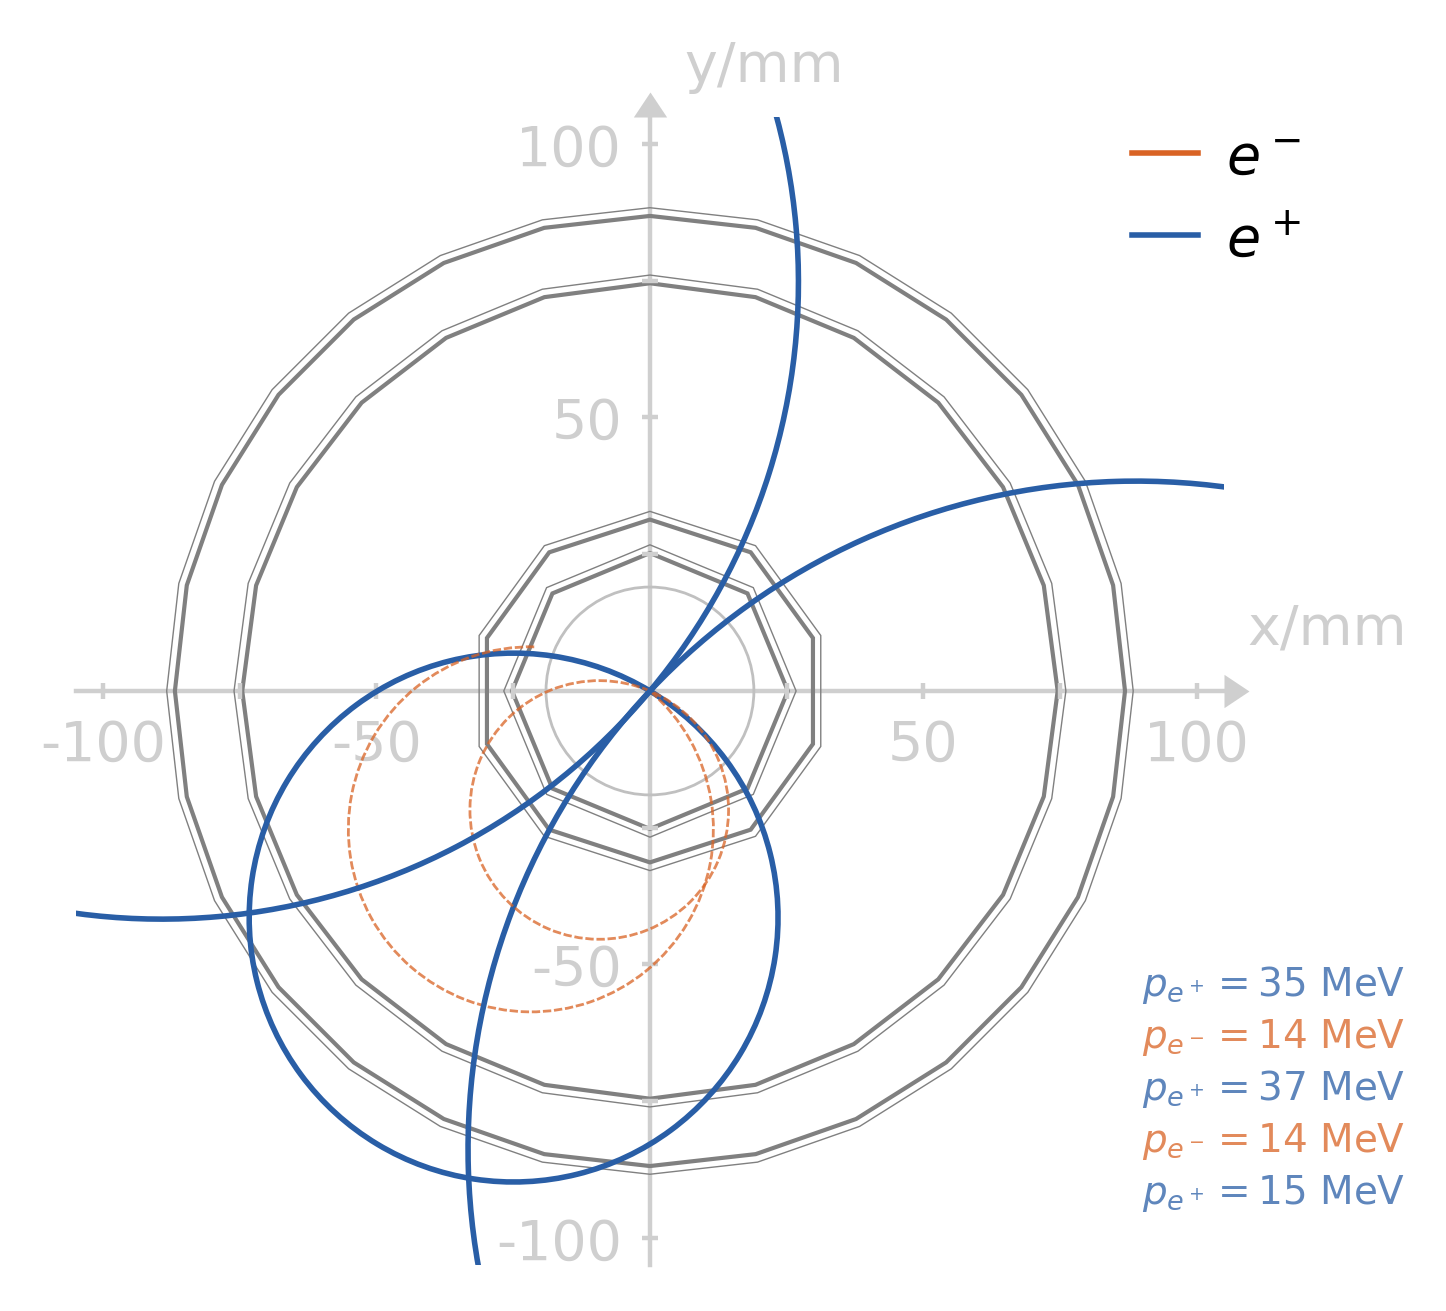 y/mm
100
e⁻
e⁺
50
x/mm
-100
-50
50
100
-50
p_{e⁺} = 35 MeV
p_{e⁻} = 14 MeV
p_{e⁺} = 37 MeV
p_{e⁻} = 14 MeV
p_{e⁺} = 15 MeV
-100